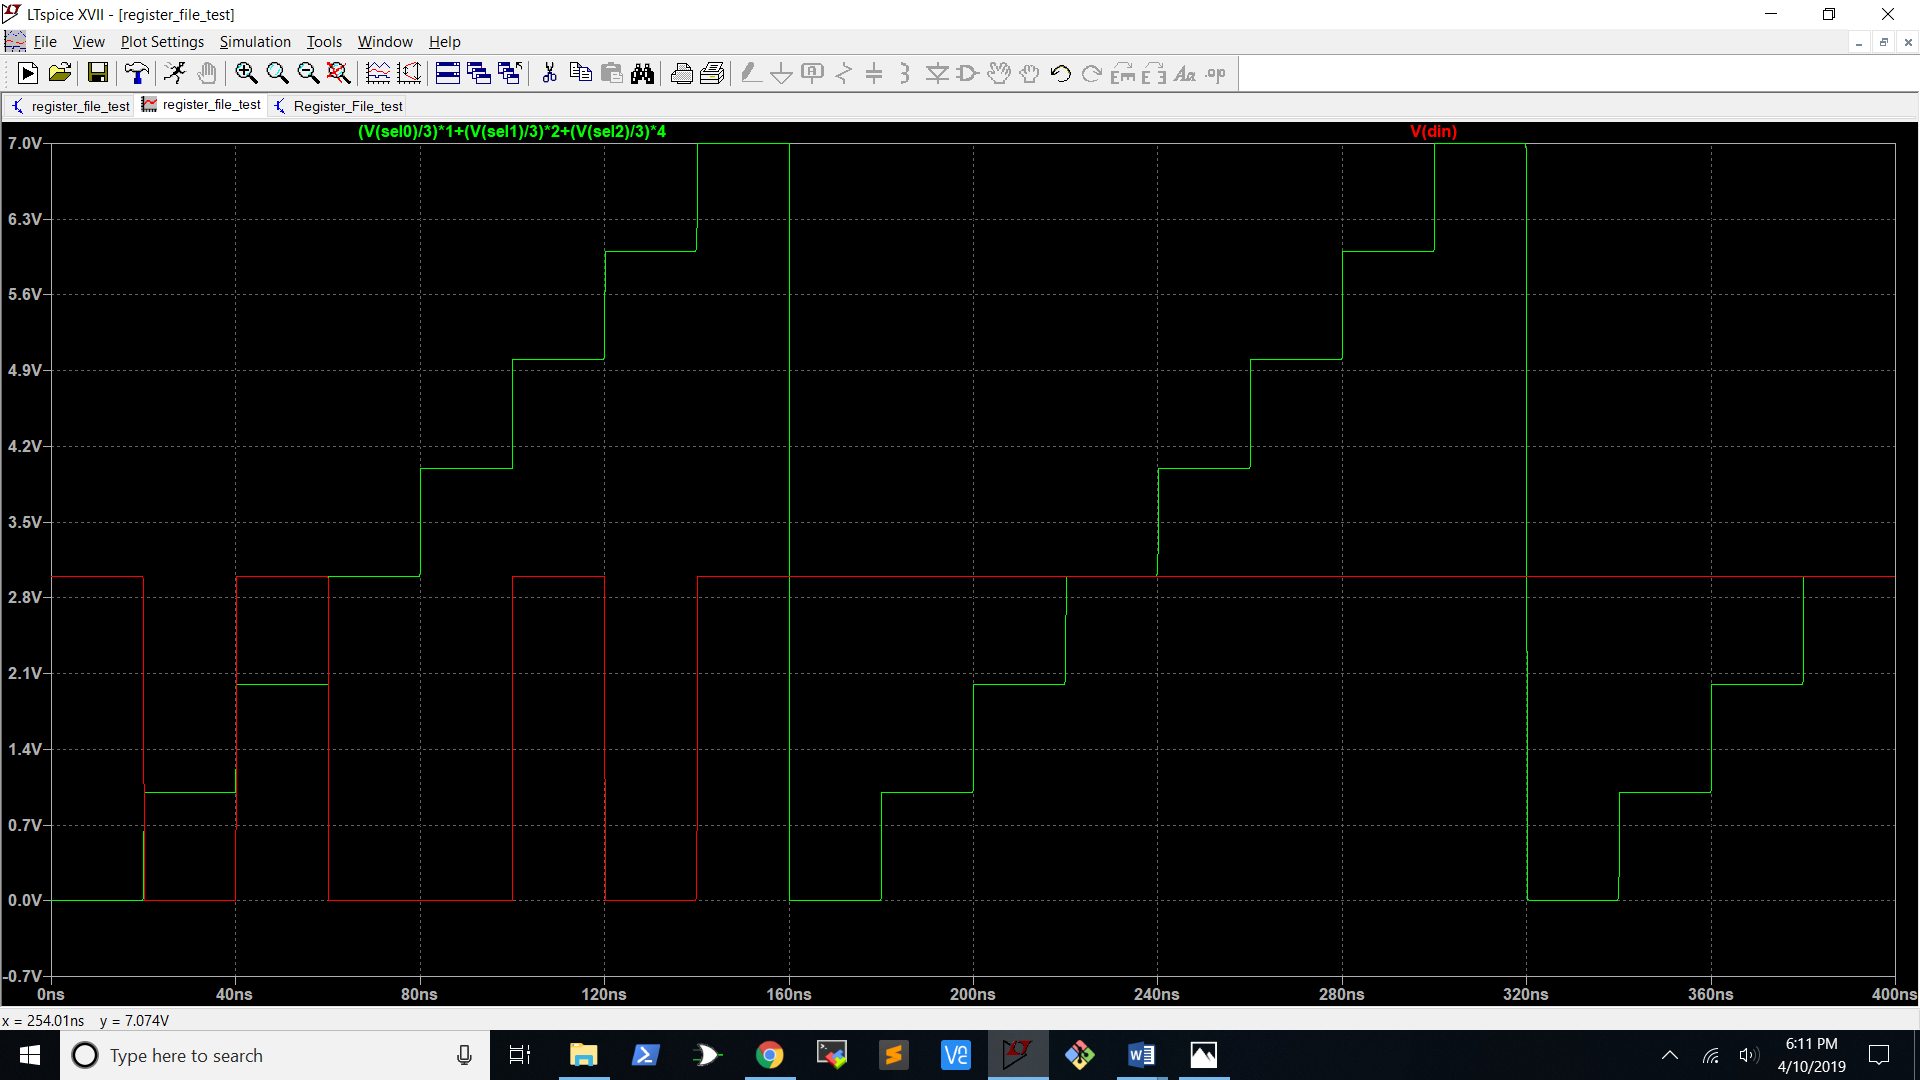 LTspice XVII - [register_file_test]
File View Plot Settings Simulation Tools Window Help
register_file_test register_file_test Register_File_test
(V(sel0)/3)*1+(V(sel1)/3)*2+(V(sel2)/3)*4 V(din)
7.0V
6.3V
5.6V
4.9V
4.2V
3.5V
2.8V
2.1V
1.4V
0.7V
0.0V
-0.7V
0ns 40ns 80ns 120ns 160ns 200ns 240ns 280ns 320ns 360ns 400ns
x = 254.01ns y = 7.074V
Type here to search
6:11 PM
4/10/2019